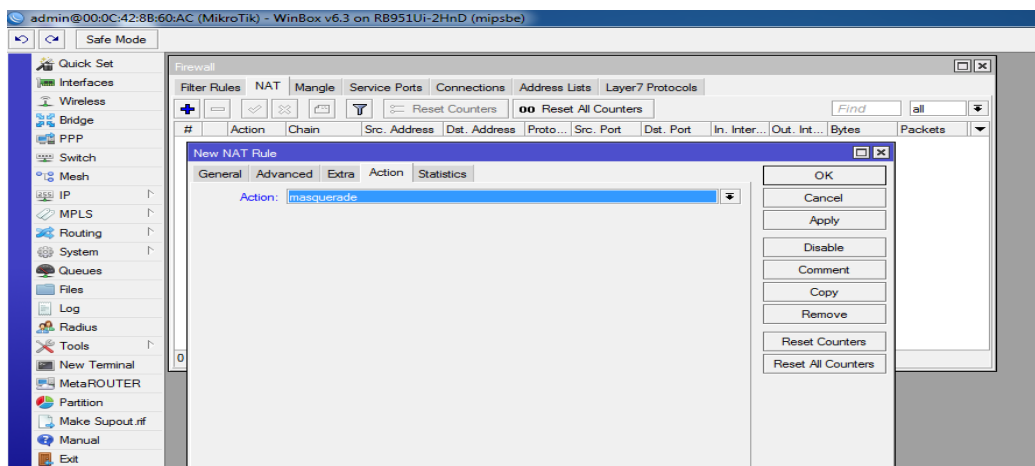 admin@00:0C:42:8B:60:AC (MikroTik) - WinBox v6.3 on RB951Ui-2HnD (mipsbe)
Safe Mode
Quick Set
Interfaces
Wireless
Bridge
PPP
Switch
Mesh
IP
MPLS
Routing
System
Queues
Files
Log
Radius
Tools
New Terminal
MetaROUTER
Partition
Make Supout.rif
Manual
Exit
Firewall
Filter Rules NAT Mangle Service Ports Connections Address Lists Layer7 Protocols
Reset Counters 00 Reset All Counters Find all
# Action Chain Src. Address Dst. Address Proto... Src. Port Dst. Port In. Inter... Out. Int... Bytes Packets
0
New NAT Rule
General Advanced Extra Action Statistics
Action: masquerade
OK
Cancel
Apply
Disable
Comment
Copy
Remove
Reset Counters
Reset All Counters